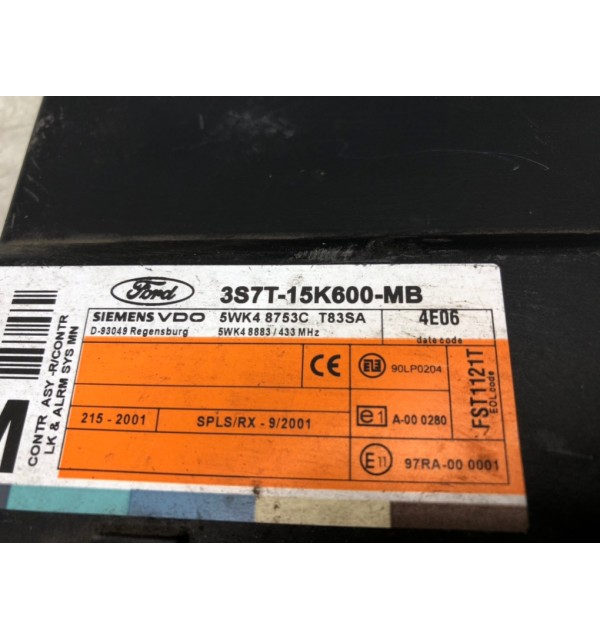 Ford
3S7T-15K600-MB
SIEMENS VDO 5WK4 8753C T83SA
D-93049 Regensburg 5WK4 8883 / 433 MHz
4E06
date code
CE
90LP0204
215 - 2001
SPLS/RX - 9/2001
e1 A-00 0280
E11 97RA-00 0001
FST1121T
EOL code
CONTR ASY -R/CONTR
LK & ALRM SYS MN